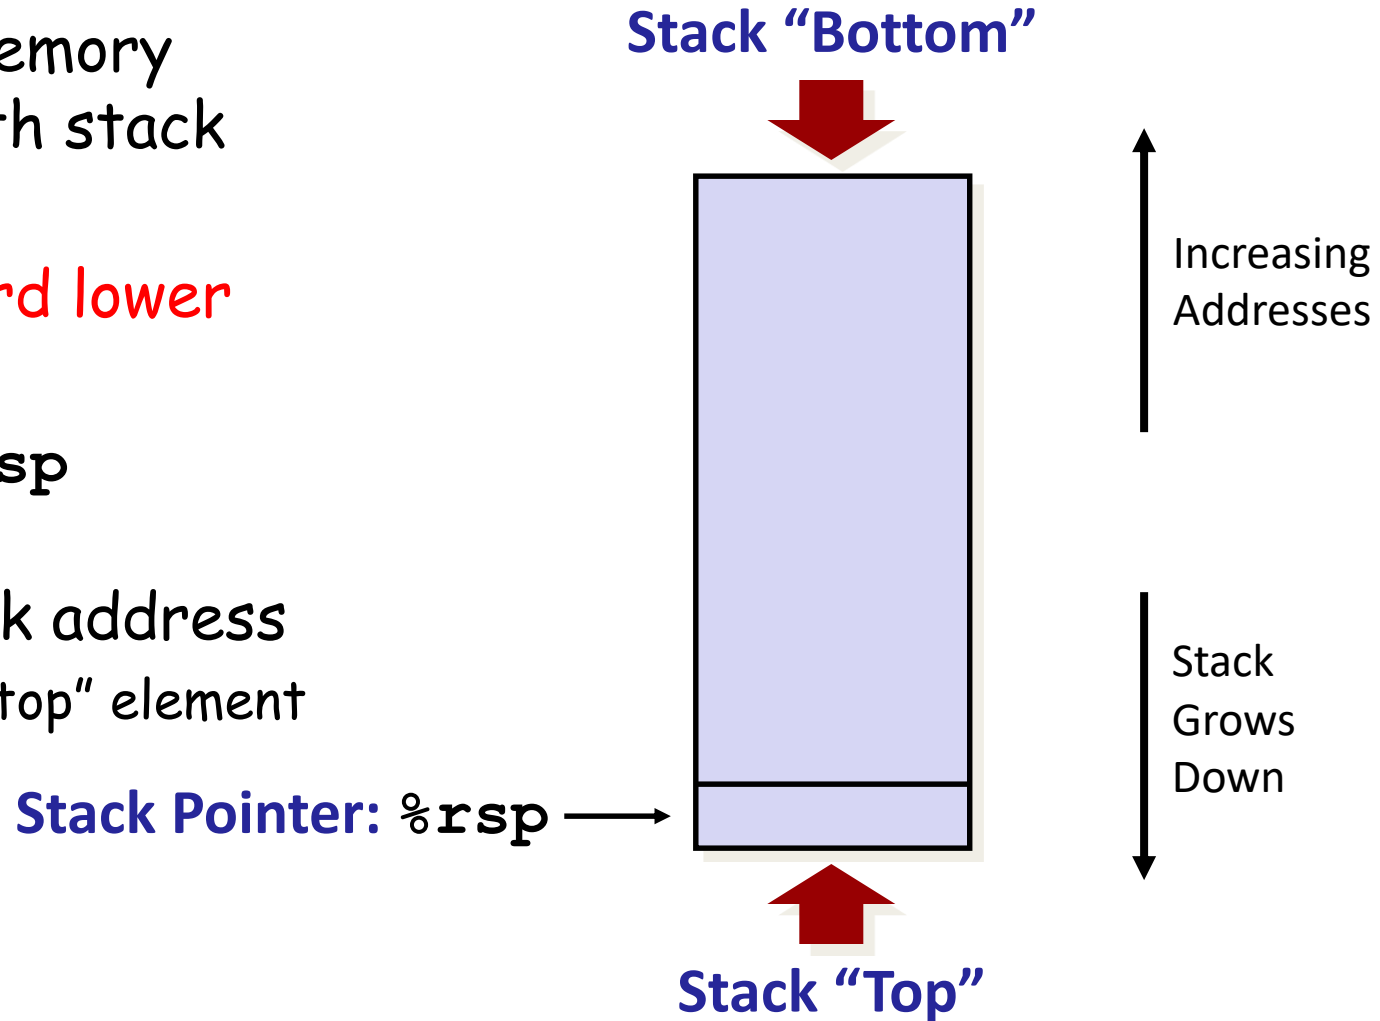 emory
th stack
rd lower
sp
k address
top” element
Stack Pointer: %rsp
Stack “Bottom”
Increasing
Addresses
Stack
Grows
Down
Stack “Top”